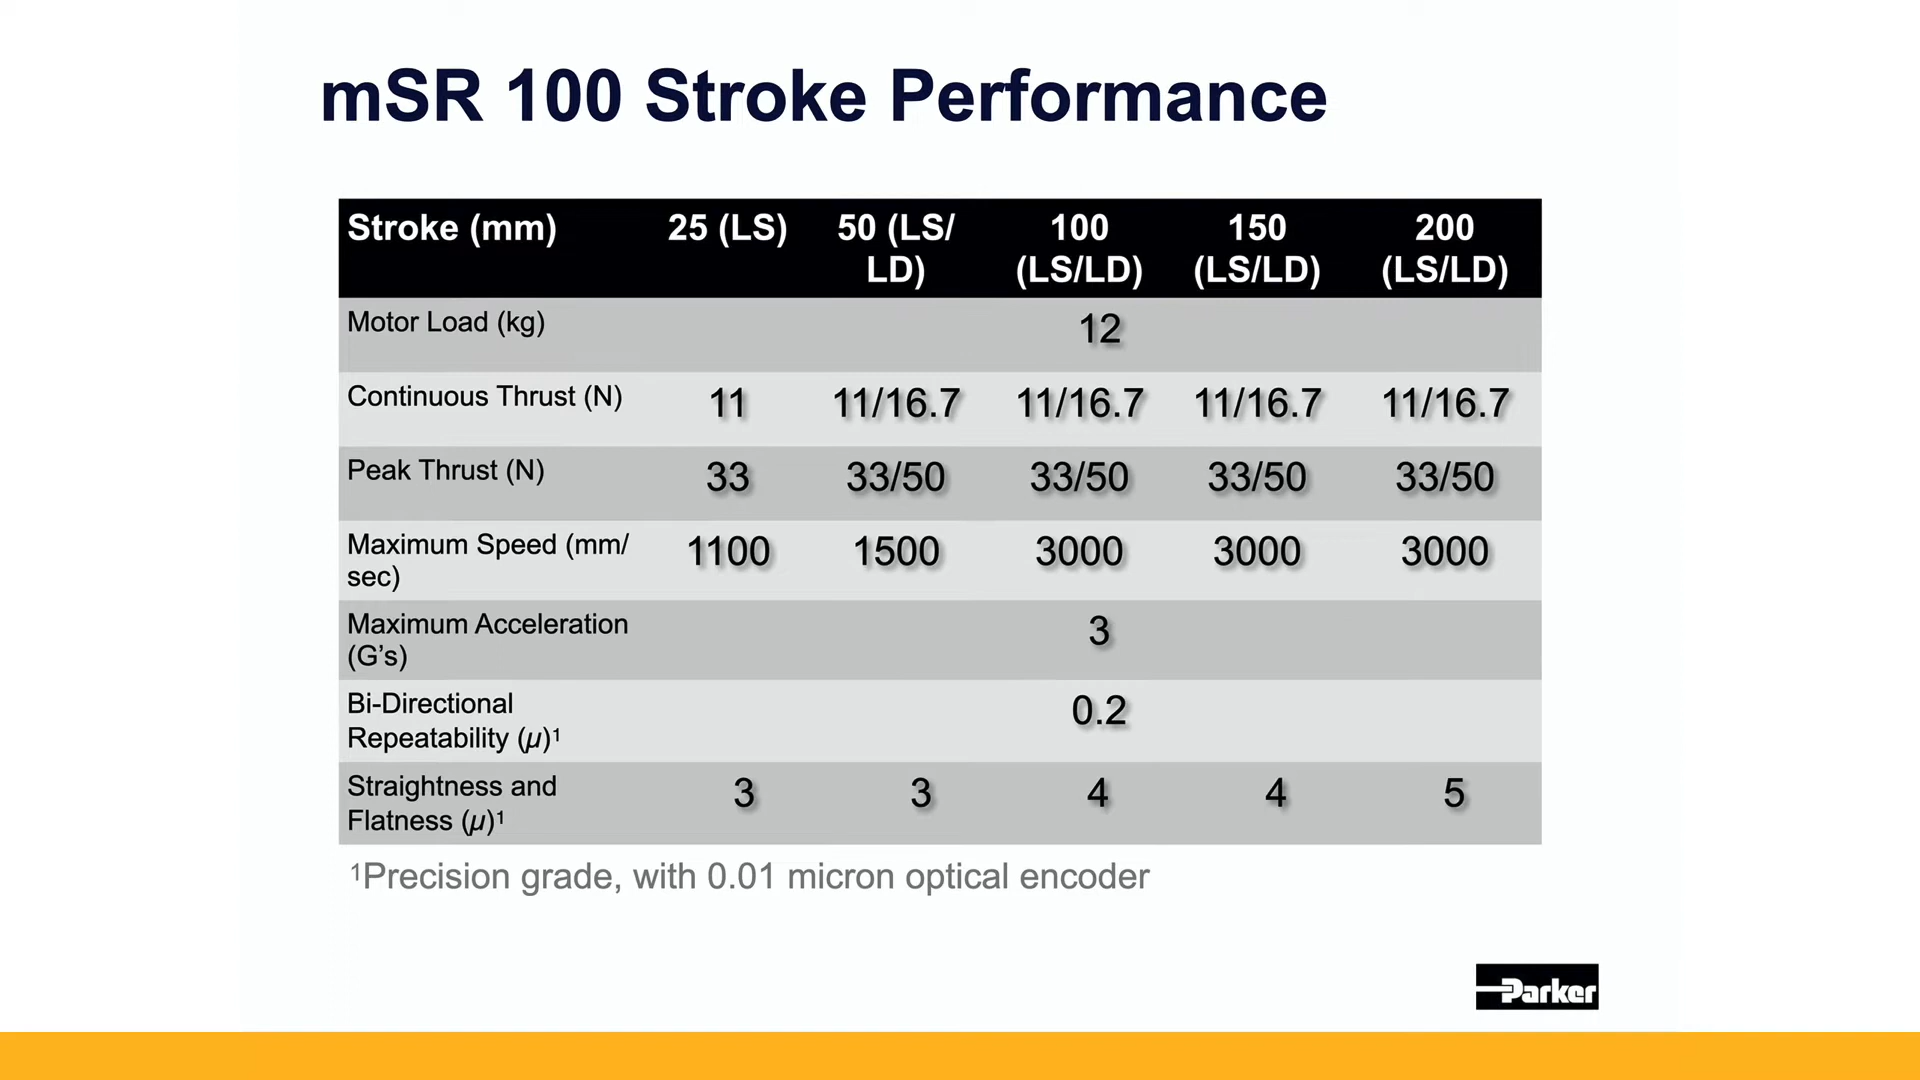 mSR 100 Stroke Performance
Stroke (mm) 25 (LS) 50 (LS/ 100 150 200
LD) (LS/LD) (LS/LD) (LS/LD)
Motor Load (kg) 12
Continuous Thrust (N) 11 11/16.7 11/16.7 11/16.7 11/16.7
Peak Thrust (N) 33 33/50 33/50 33/50 33/50
Maximum Speed (mm/ 1100 1500 3000 3000 3000
sec)
Maximum Acceleration 3
(G’s)
Bi-Directional 0.2
Repeatability (µ)¹
Straightness and 3 3 4 4 5
Flatness (µ)¹
¹Precision grade, with 0.01 micron optical encoder
Parker